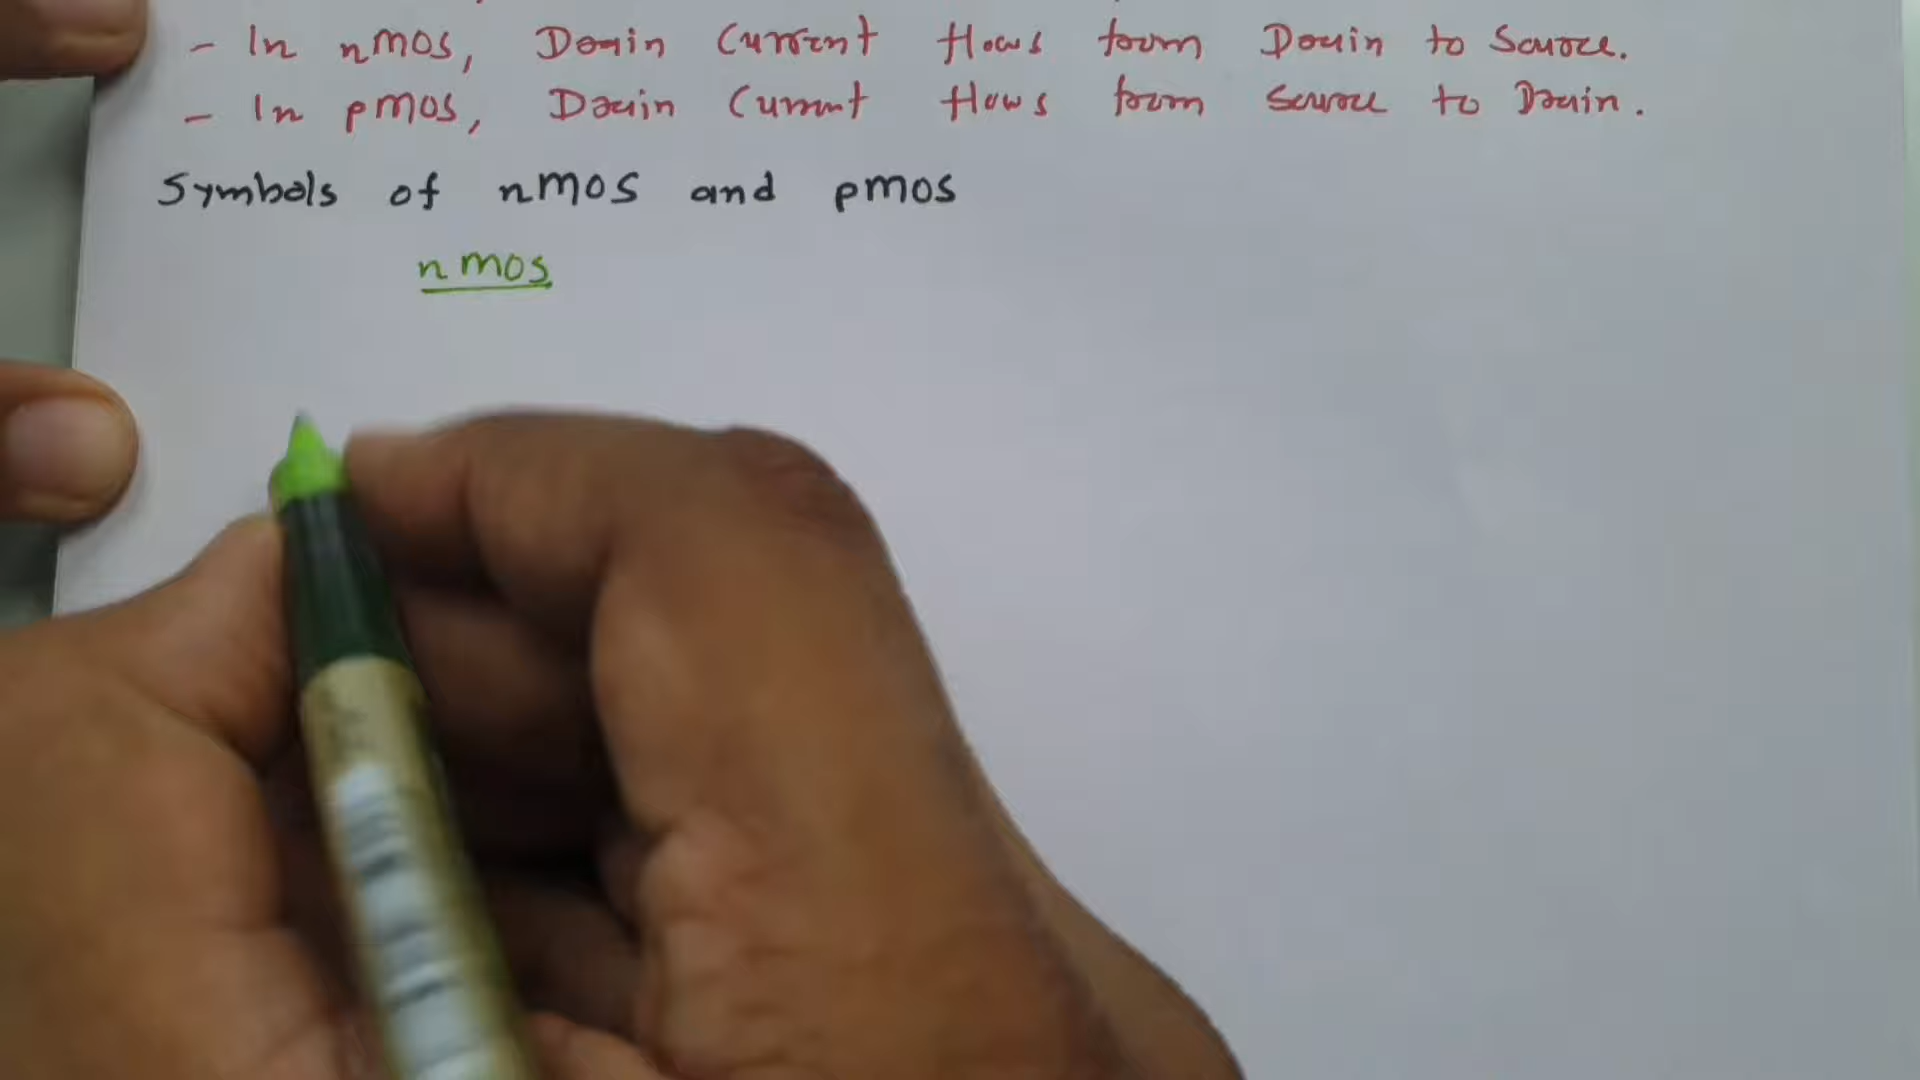 - In nmos, Drain Current flows from Drain to Source.
- In pmos, Drain Current flows from Source to Drain.
Symbols of nmos and pmos
nmos